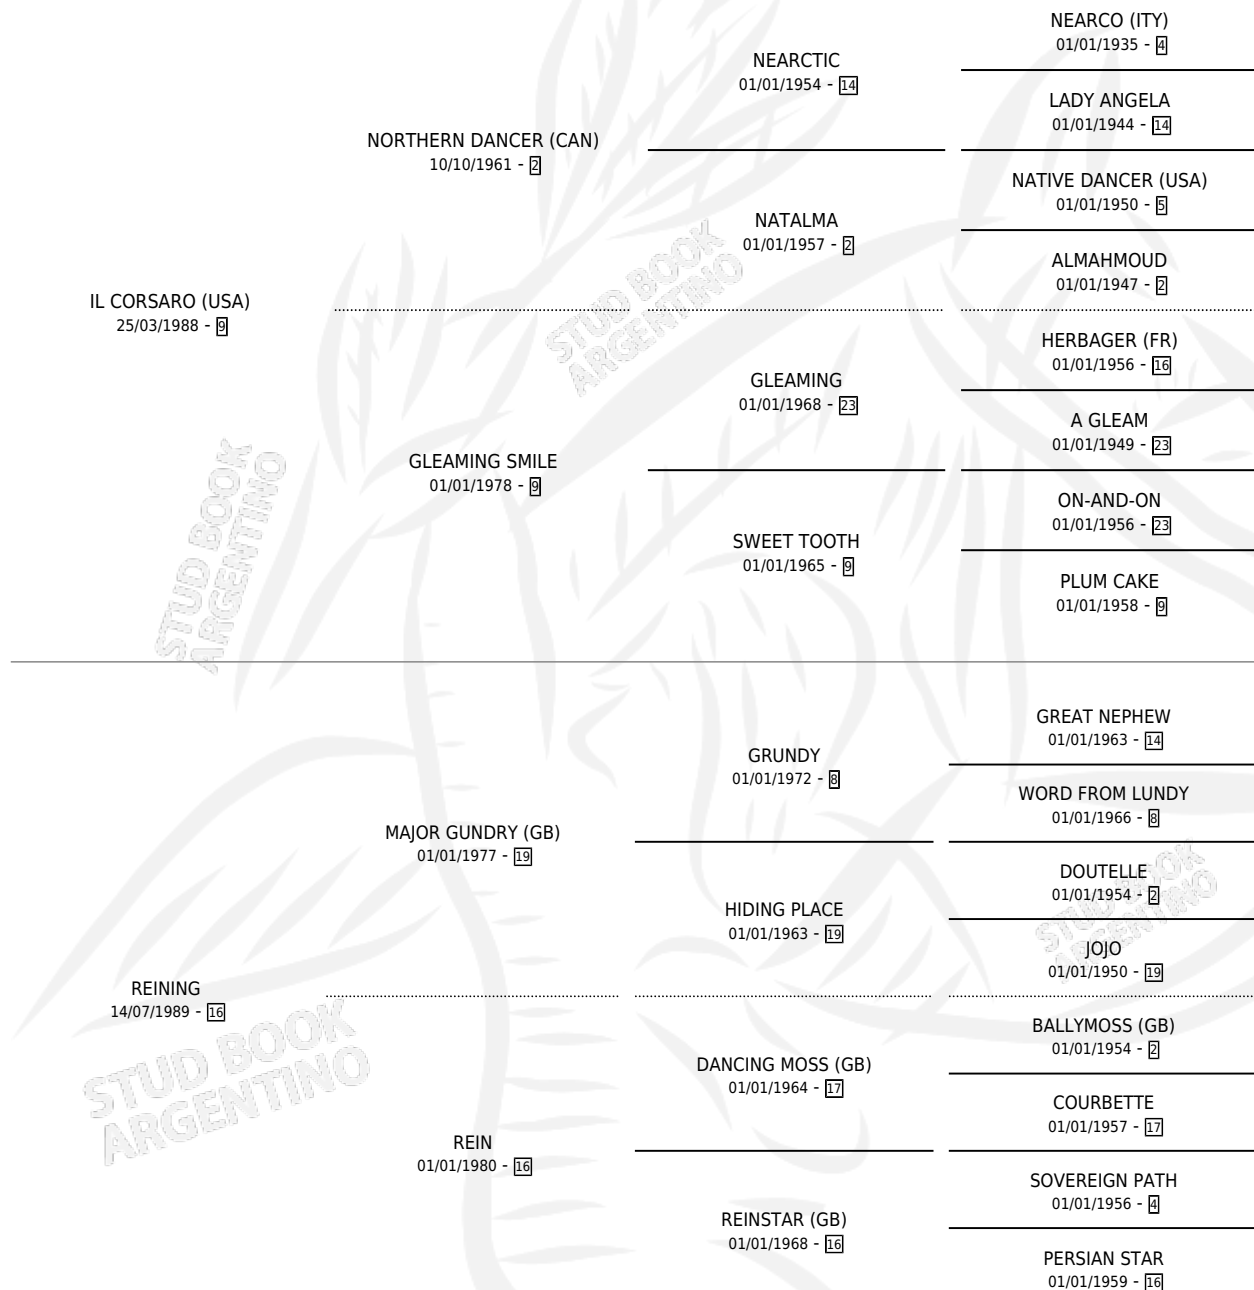 NEARCO (ITY)
01/01/1935 - 4
NEARCTIC
01/01/1954 - 14
LADY ANGELA
01/01/1944 - 14
NORTHERN DANCER (CAN)
10/10/1961 - 2
NATIVE DANCER (USA)
01/01/1950 - 5
NATALMA
01/01/1957 - 2
ALMAHMOUD
01/01/1947 - 2
IL CORSARO (USA)
25/03/1988 - 9
HERBAGER (FR)
01/01/1956 - 16
GLEAMING
01/01/1968 - 23
A GLEAM
01/01/1949 - 23
GLEAMING SMILE
01/01/1978 - 9
ON-AND-ON
01/01/1956 - 23
SWEET TOOTH
01/01/1965 - 9
PLUM CAKE
01/01/1958 - 9
STUD BOOK
ARGENTINO
STUD BOOK
ARGENTINO
GREAT NEPHEW
01/01/1963 - 14
GRUNDY
01/01/1972 - 8
WORD FROM LUNDY
01/01/1966 - 8
MAJOR GUNDRY (GB)
01/01/1977 - 19
DOUTELLE
01/01/1954 - 2
HIDING PLACE
01/01/1963 - 19
JOJO
01/01/1950 - 19
REINING
14/07/1989 - 16
BALLYMOSS (GB)
01/01/1954 - 2
DANCING MOSS (GB)
01/01/1964 - 17
COURBETTE
01/01/1957 - 17
REIN
01/01/1980 - 16
SOVEREIGN PATH
01/01/1956 - 4
REINSTAR (GB)
01/01/1968 - 16
PERSIAN STAR
01/01/1959 - 16
STUD BOOK
ARGENTINO
STUD BOOK
ARGENTINO